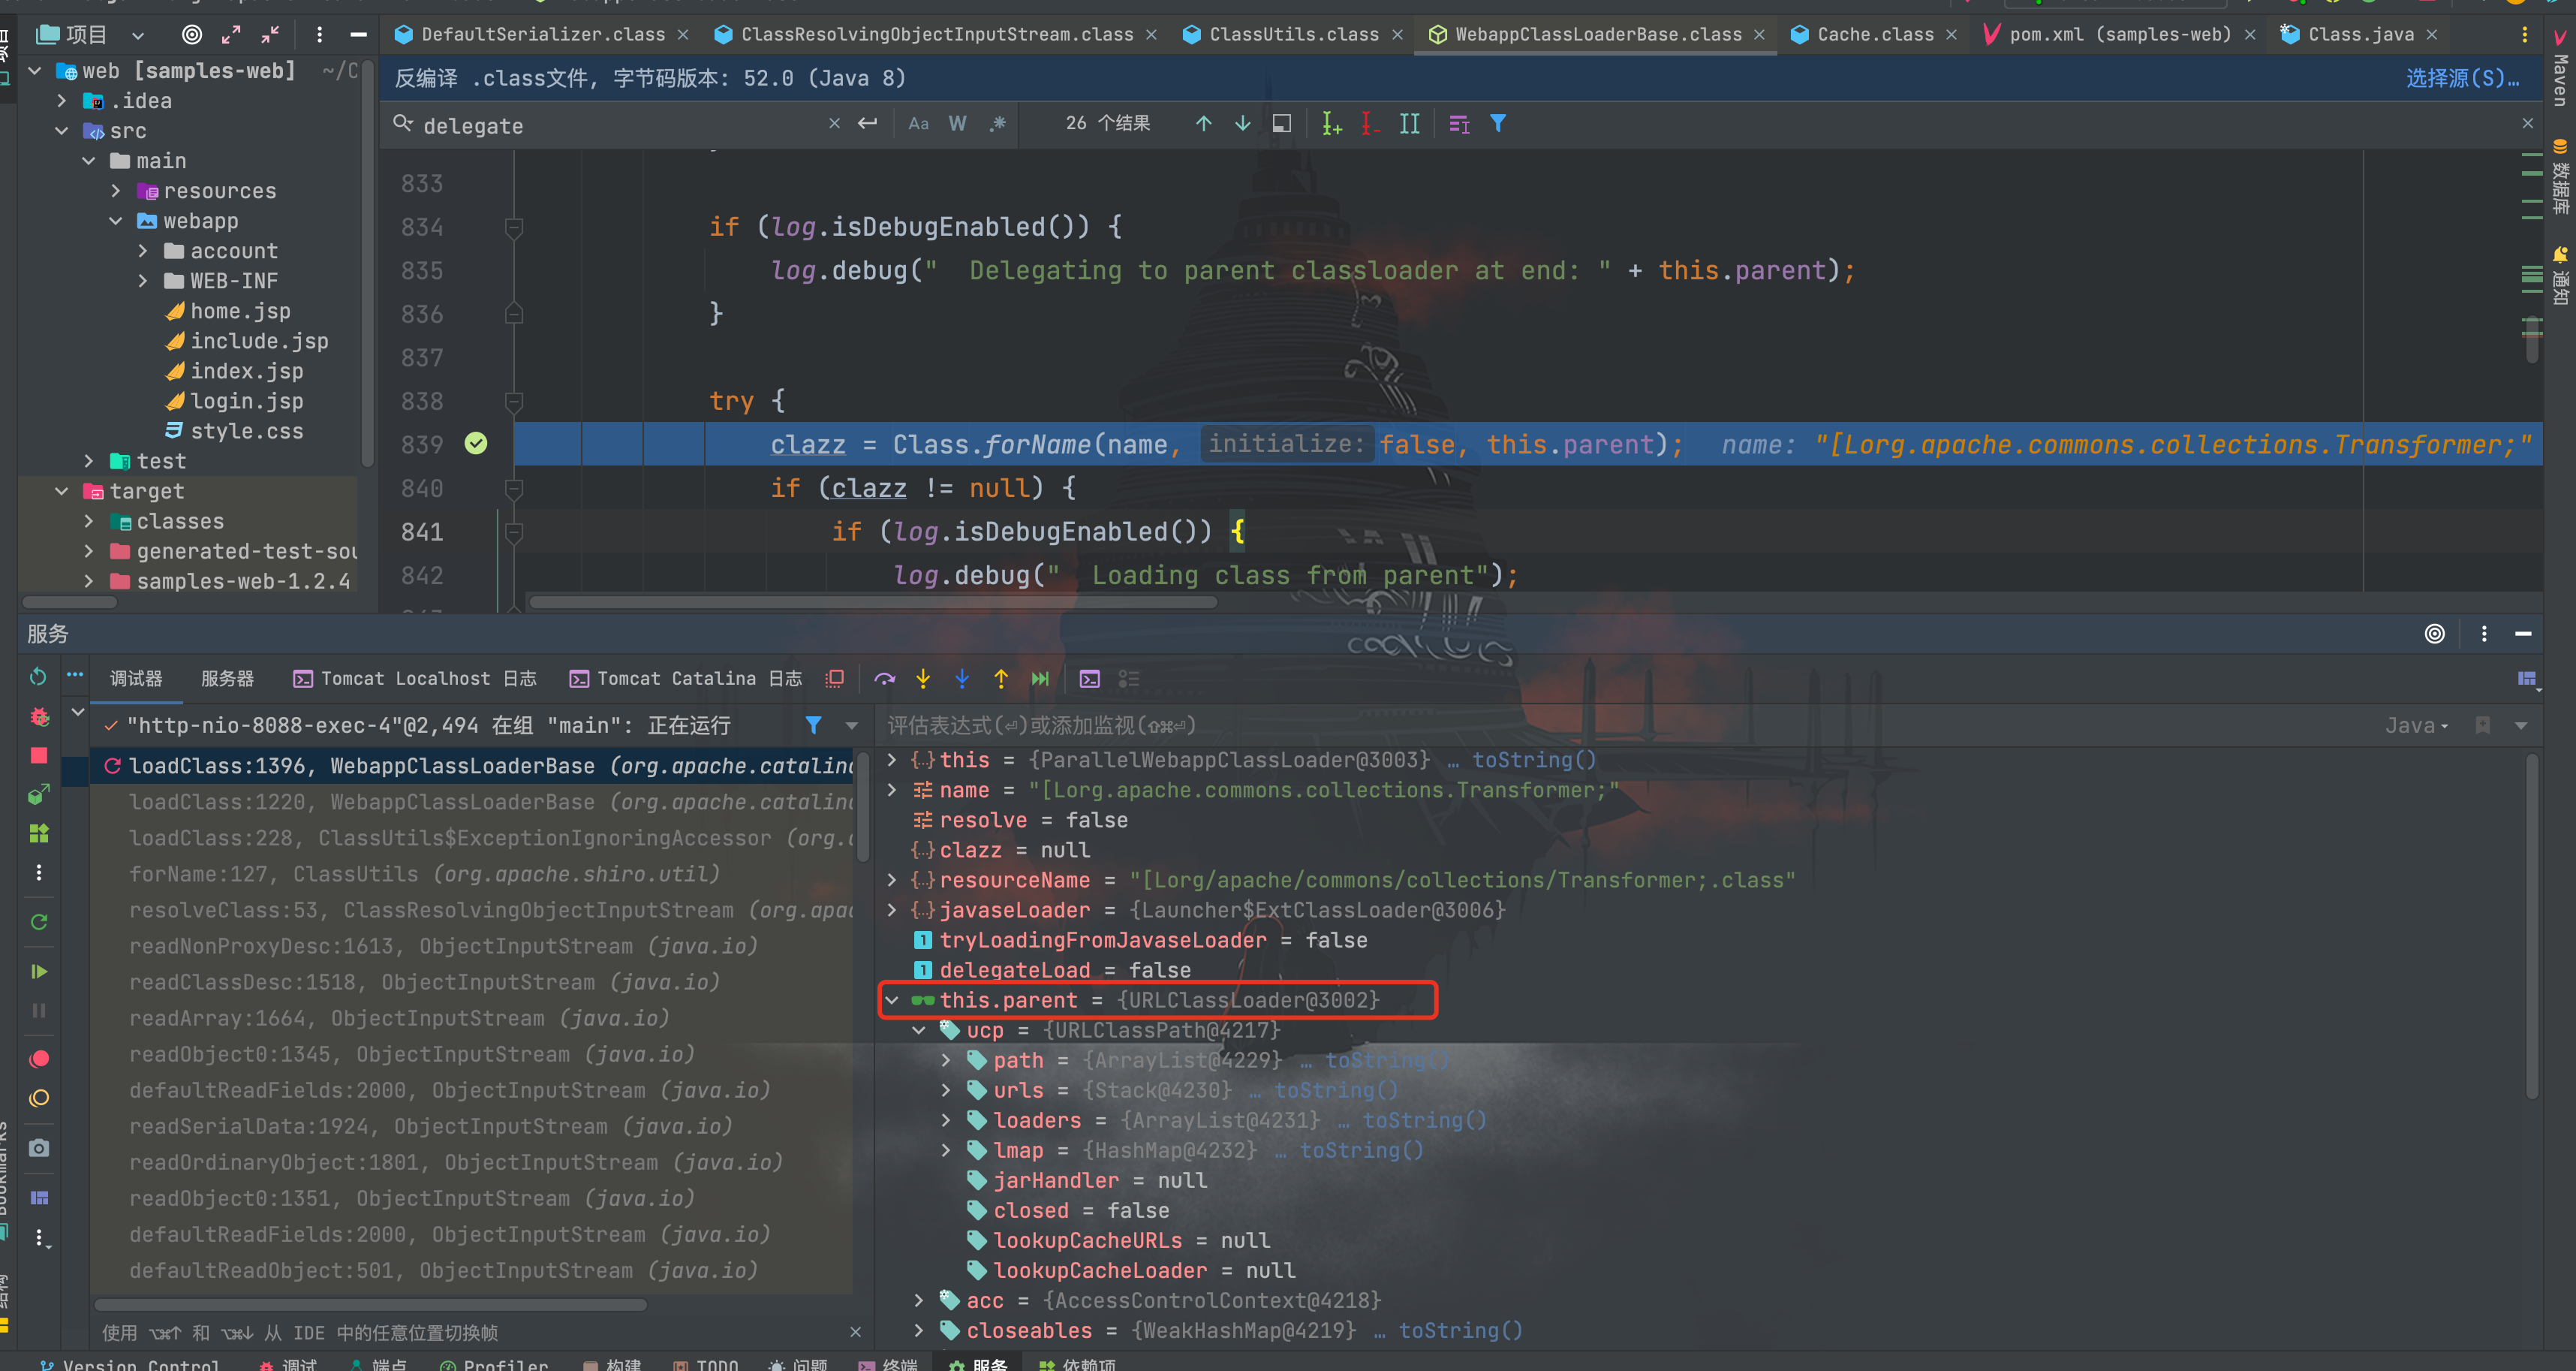 项目
DefaultSerializer.class
ClassResolvingObjectInputStream.class
ClassUtils.class
WebappClassLoaderBase.class
Cache.class
pom.xml (samples-web)
Class.java
web [samples-web] ~/C
.idea
src
main
resources
webapp
account
WEB-INF
home.jsp
include.jsp
index.jsp
login.jsp
style.css
test
target
classes
generated-test-sou
samples-web-1.2.4
反编译 .class文件, 字节码版本: 52.0 (Java 8)
选择源(S)…
delegate
Aa W .*
26 个结果
833
834 if (log.isDebugEnabled()) {
835 log.debug("  Delegating to parent classloader at end: " + this.parent);
836 }
837
838 try {
839 clazz = Class.forName(name, initialize: false, this.parent); name: "[Lorg.apache.commons.collections.Transformer;"
840 if (clazz != null) {
841 if (log.isDebugEnabled()) {
842 log.debug("  Loading class from parent");
Maven
数据库
通知
服务
调试器
服务器
Tomcat Localhost 日志
Tomcat Catalina 日志
"http-nio-8088-exec-4"@2,494 在组 "main": 正在运行
loadClass:1396, WebappClassLoaderBase (org.apache.catalina
loadClass:1220, WebappClassLoaderBase (org.apache.catalina
loadClass:228, ClassUtils$ExceptionIgnoringAccessor (org.a
forName:127, ClassUtils (org.apache.shiro.util)
resolveClass:53, ClassResolvingObjectInputStream (org.apac
readNonProxyDesc:1613, ObjectInputStream (java.io)
readClassDesc:1518, ObjectInputStream (java.io)
readArray:1664, ObjectInputStream (java.io)
readObject0:1345, ObjectInputStream (java.io)
defaultReadFields:2000, ObjectInputStream (java.io)
readSerialData:1924, ObjectInputStream (java.io)
readOrdinaryObject:1801, ObjectInputStream (java.io)
readObject0:1351, ObjectInputStream (java.io)
defaultReadFields:2000, ObjectInputStream (java.io)
defaultReadObject:501, ObjectInputStream (java.io)
使用 ⌥⌘↑ 和 ⌥⌘↓ 从 IDE 中的任意位置切换帧
评估表达式(⏎)或添加监视(⇧⌘⏎)
Java
this = {ParallelWebappClassLoader@3003} … toString()
name = "[Lorg.apache.commons.collections.Transformer;"
resolve = false
clazz = null
resourceName = "[Lorg/apache/commons/collections/Transformer;.class"
javaseLoader = {Launcher$ExtClassLoader@3006}
tryLoadingFromJavaseLoader = false
delegateLoad = false
this.parent = {URLClassLoader@3002}
ucp = {URLClassPath@4217}
path = {ArrayList@4229} … toString()
urls = {Stack@4230} … toString()
loaders = {ArrayList@4231} … toString()
lmap = {HashMap@4232} … toString()
jarHandler = null
closed = false
lookupCacheURLs = null
lookupCacheLoader = null
acc = {AccessControlContext@4218}
closeables = {WeakHashMap@4219} … toString()
Version Control
调试
端点
Profiler
构建
TODO
问题
终端
服务
依赖项